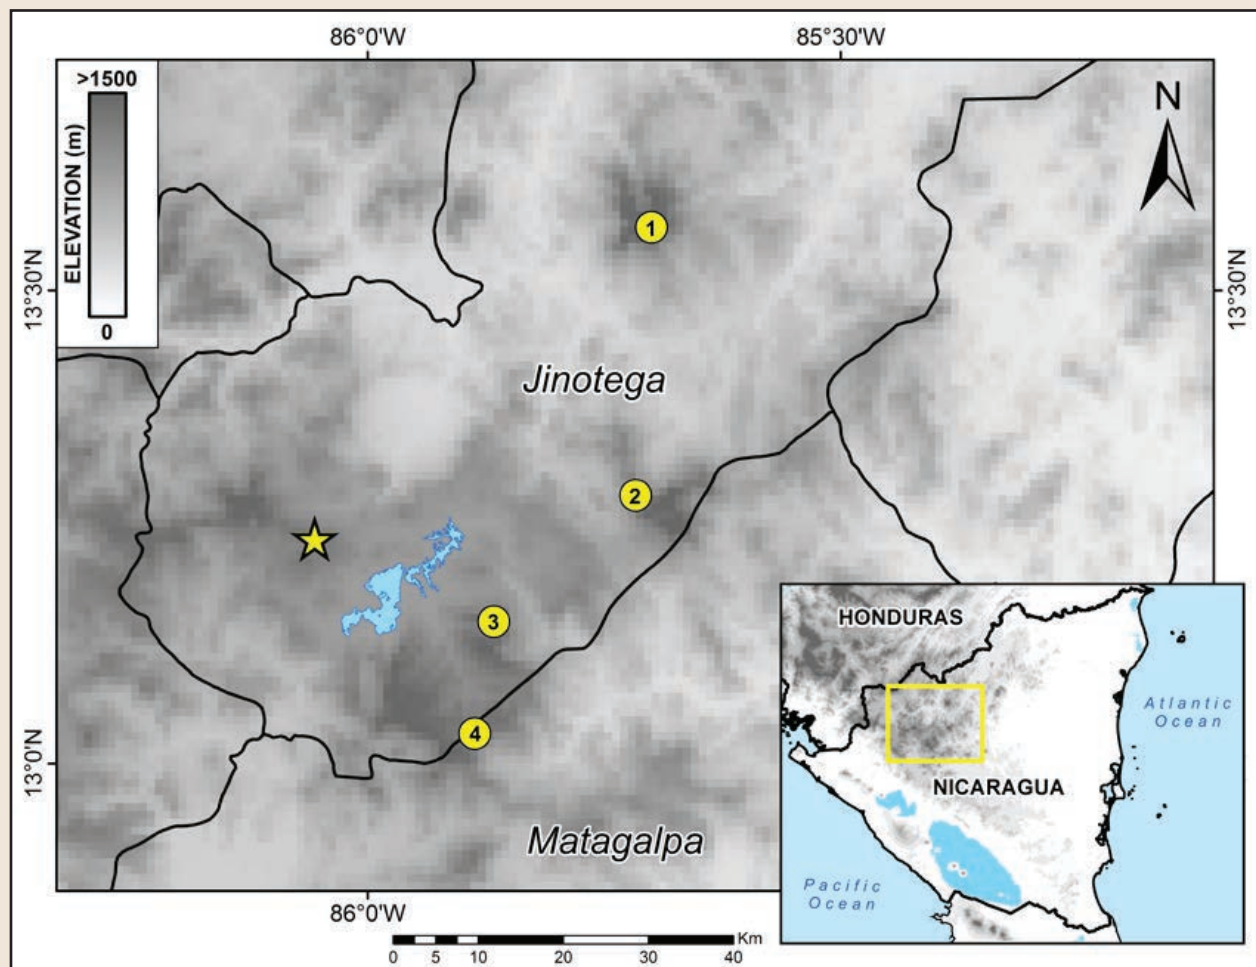 86°0'W
85°30'W
>1500
ELEVATION (m)
0
N
13°30'N
13°30'N
1
Jinotega
2
3
4
13°0'N
Matagalpa
HONDURAS
NICARAGUA
Atlantic
Ocean
Pacific
Ocean
86°0'W
Km
0 5 10 20 30 40